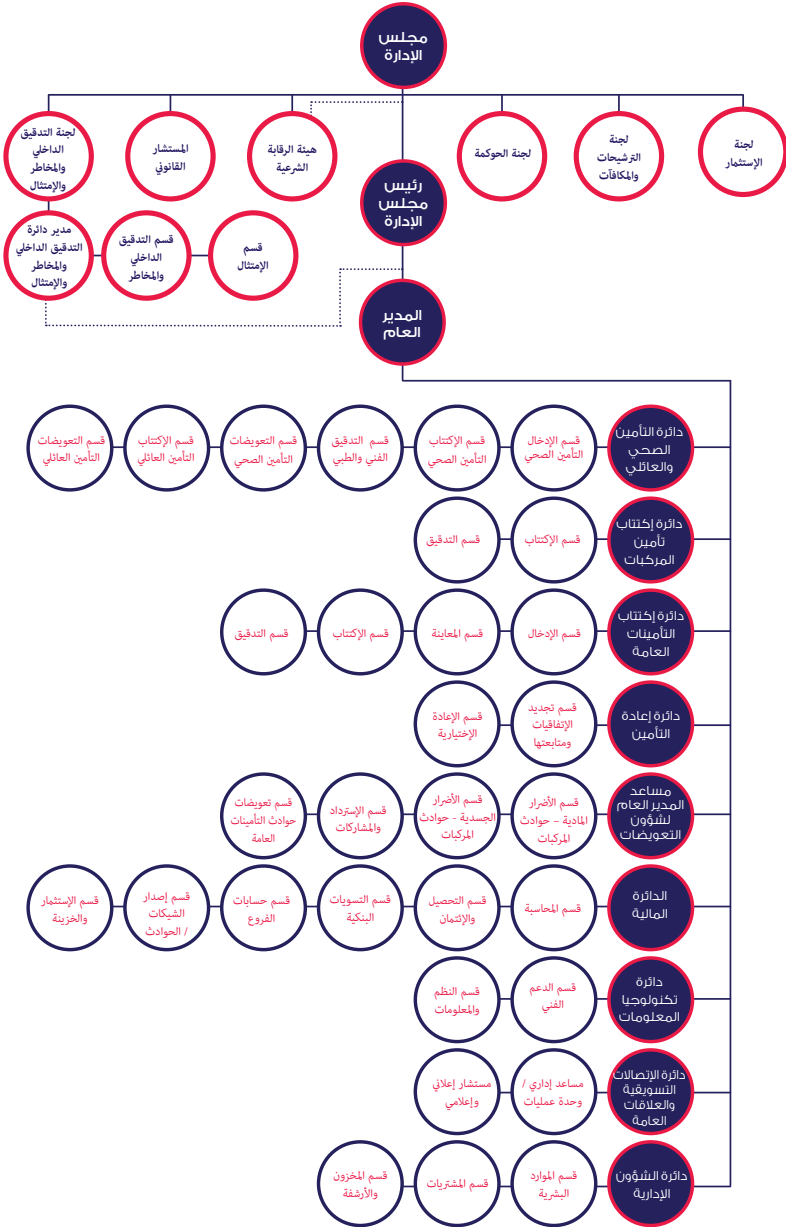 مجلس
الإدارة
لجنة
الإستثمار
لجنة
الترشيحات
والمكافآت
لجنة الحوكمة
هيئة الرقابة
الشرعية
المستشار
القانوني
لجنة التدقيق
الداخلي
والمخاطر
والإمتثال
رئيس
مجلس
الإدارة
مدير دائرة
التدقيق الداخلي
والمخاطر
والإمتثال
قسم التدقيق
الداخلي
والمخاطر
قسم
الإمتثال
المدير
العام
دائرة التأمين
الصحي
والعائلي
قسم الإدخال
التأمين الصحي
قسم الإكتتاب
التأمين الصحي
قسم التدقيق
الفني والطبي
قسم التعويضات
التأمين الصحي
قسم الإكتتاب
التأمين العائلي
قسم التعويضات
التأمين العائلي
دائرة إكتتاب
تأمين
المركبات
قسم الإكتتاب
قسم التدقيق
دائرة إكتتاب
التأمينات
العامة
قسم الإدخال
قسم المعاينة
قسم الإكتتاب
قسم التدقيق
دائرة إعادة
التأمين
قسم تجديد
الإتفاقيات
ومتابعتها
قسم الإعادة
الإختيارية
مساعد
المدير العام
لشؤون
التعويضات
قسم الأضرار
المادية – حوادث
المركبات
قسم الأضرار
الجسدية - حوادث
المركبات
قسم الإسترداد
والمشاركات
قسم تعويضات
حوادث التأمينات
العامة
الدائرة
المالية
قسم المحاسبة
قسم التحصيل
والإئتمان
قسم التسويات
البنكية
قسم حسابات
الفروع
قسم إصدار
الشيكات
/ الحوادث
قسم الإستثمار
والخزينة
دائرة
تكنولوجيا
المعلومات
قسم الدعم
الفني
قسم النظم
والمعلومات
دائرة الإتصالات
التسويقية
والعلاقات
العامة
مساعد إداري /
وحدة عمليات
مستشار إعلاني
وإعلامي
دائرة الشؤون
الإدارية
قسم الموارد
البشرية
قسم المشتريات
قسم المخزون
والأرشفة